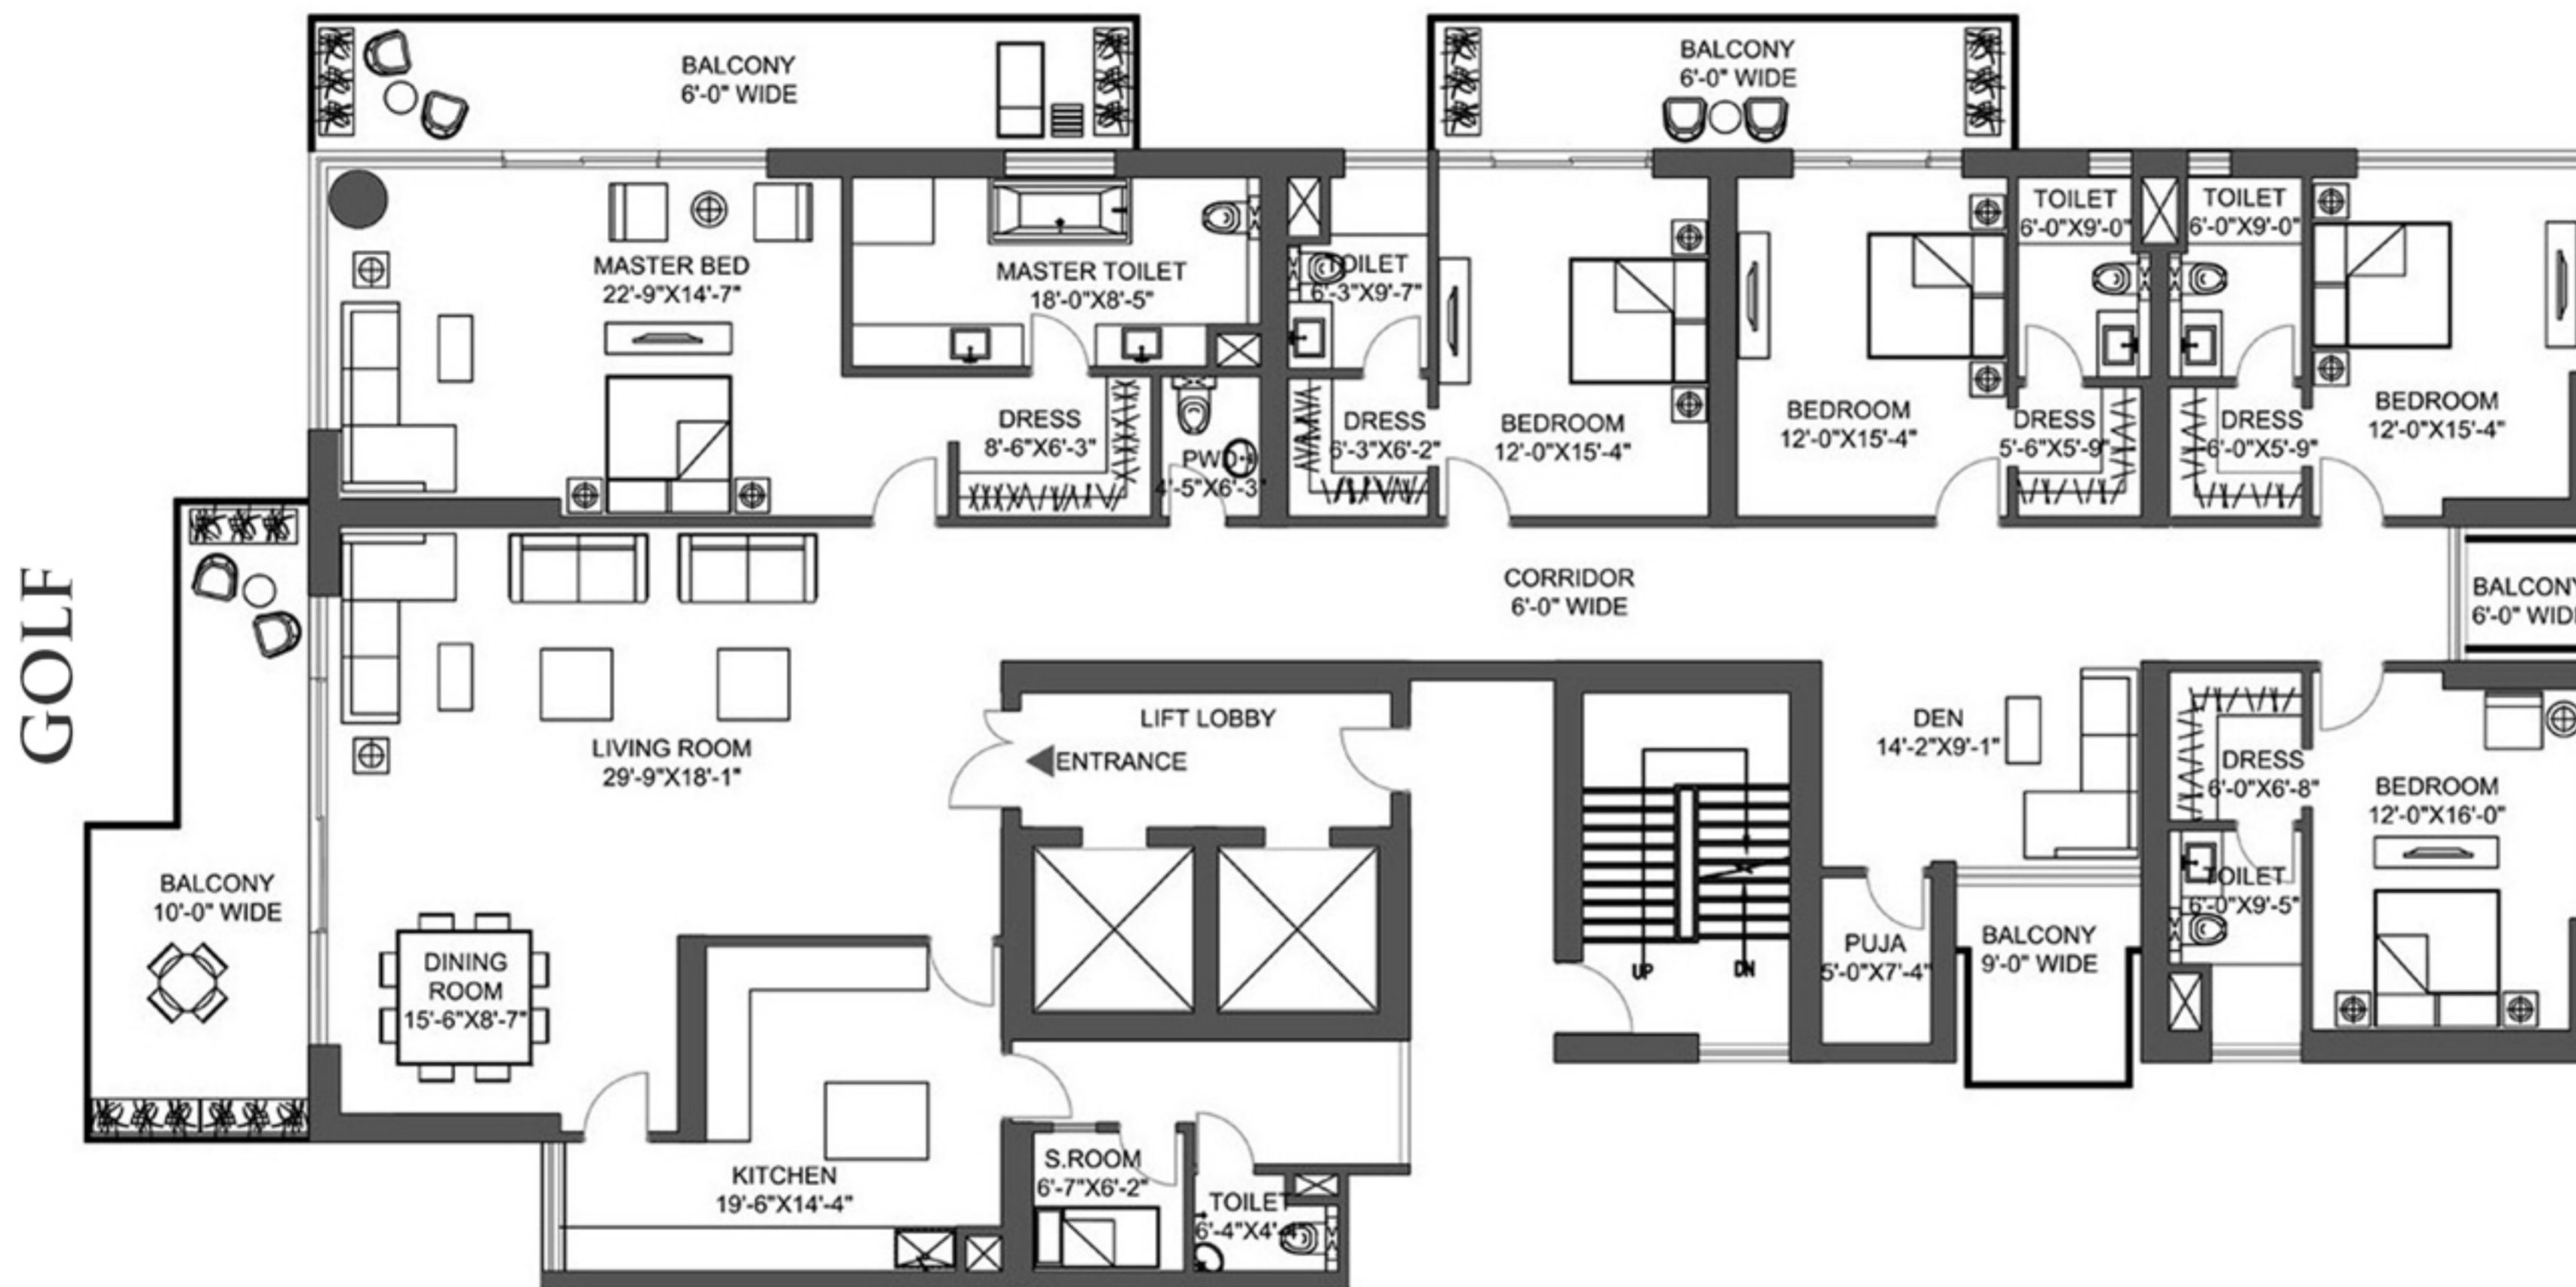 BALCONY
6'-0" WIDE
BALCONY
6'-0" WIDE
MASTER BED
22'-9"X14'-7"
MASTER TOILET
18'-0"X8'-5"
TOILET
6'-3"X9'-7"
TOILET
6'-0"X9'-0"
TOILET
6'-0"X9'-0"
DRESS
8'-6"X6'-3"
4'-5"X6'-3"
DRESS
6'-3"X6'-2"
BEDROOM
12'-0"X15'-4"
BEDROOM
12'-0"X15'-4"
DRESS
5'-6"X5'-9"
DRESS
6'-0"X5'-9"
BEDROOM
12'-0"X15'-4"
GOLF
CORRIDOR
6'-0" WIDE
BALCONY
6'-0" WID
LIVING ROOM
29'-9"X18'-1"
LIFT LOBBY
ENTRANCE
DEN
14'-2"X9'-1"
DRESS
6'-0"X6'-8"
BEDROOM
12'-0"X16'-0"
BALCONY
10'-0" WIDE
DINING
ROOM
15'-6"X8'-7"
UP
DN
PUJA
5'-0"X7'-4"
BALCONY
9'-0" WIDE
TOILET
6'-0"X9'-5"
KITCHEN
19'-6"X14'-4"
S.ROOM
6'-7"X6'-2"
TOILET
6'-4"X4'-4"